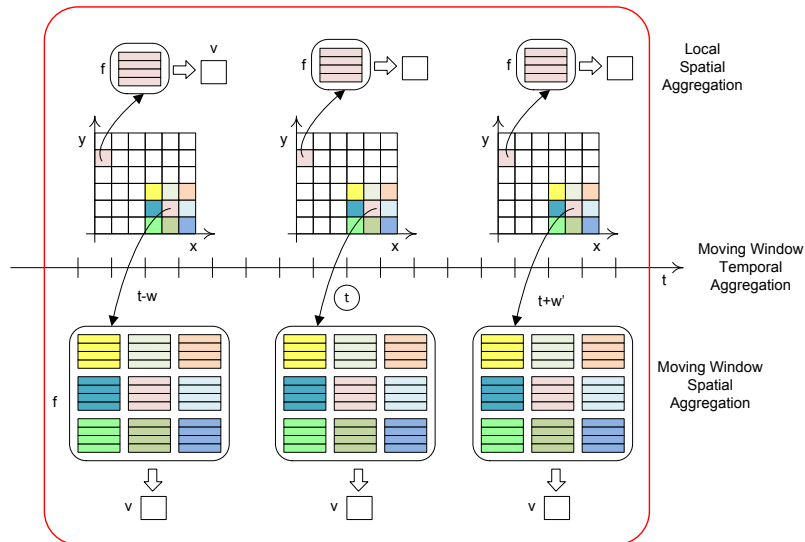 v
f
f
f
Local
Spatial
Aggregation
y
y
y
x
x
x
Moving Window
Temporal
Aggregation
t
t-w
t
t+w'
Moving Window
Spatial
Aggregation
f
v
v
v